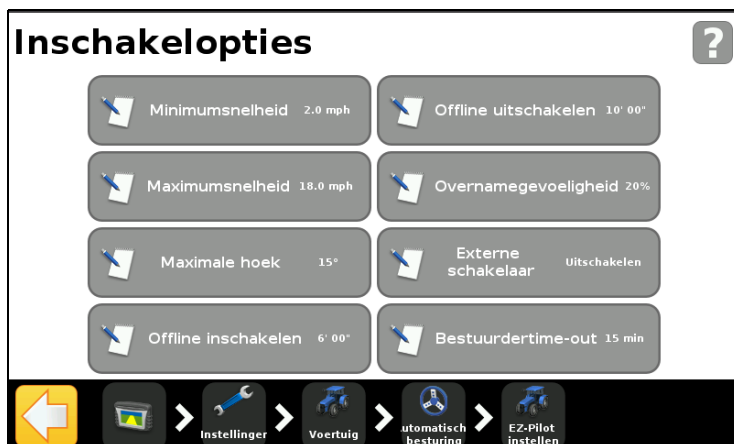 Inschakelopties
?
Minimumsnelheid 2.0 mph
Offline uitschakelen 10' 00"
Maximumsnelheid 18.0 mph
Overnamegevoeligheid 20%
Maximale hoek 15°
Externe
schakelaar Uitschakelen
Offline inschakelen 6' 00"
Bestuurdertime-out 15 min
Instellinger
Voertuig
utomatisch
besturing
EZ-Pilot
instellen